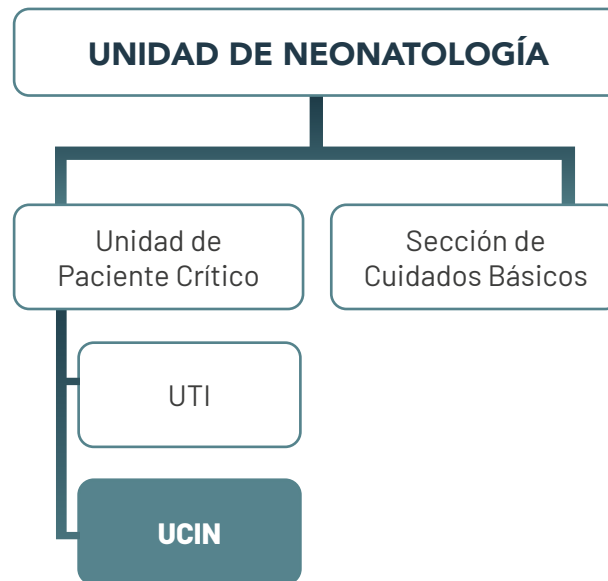 UNIDAD DE NEONATOLOGÍA
Unidad de
Paciente Crítico
Sección de
Cuidados Básicos
UTI
UCIN